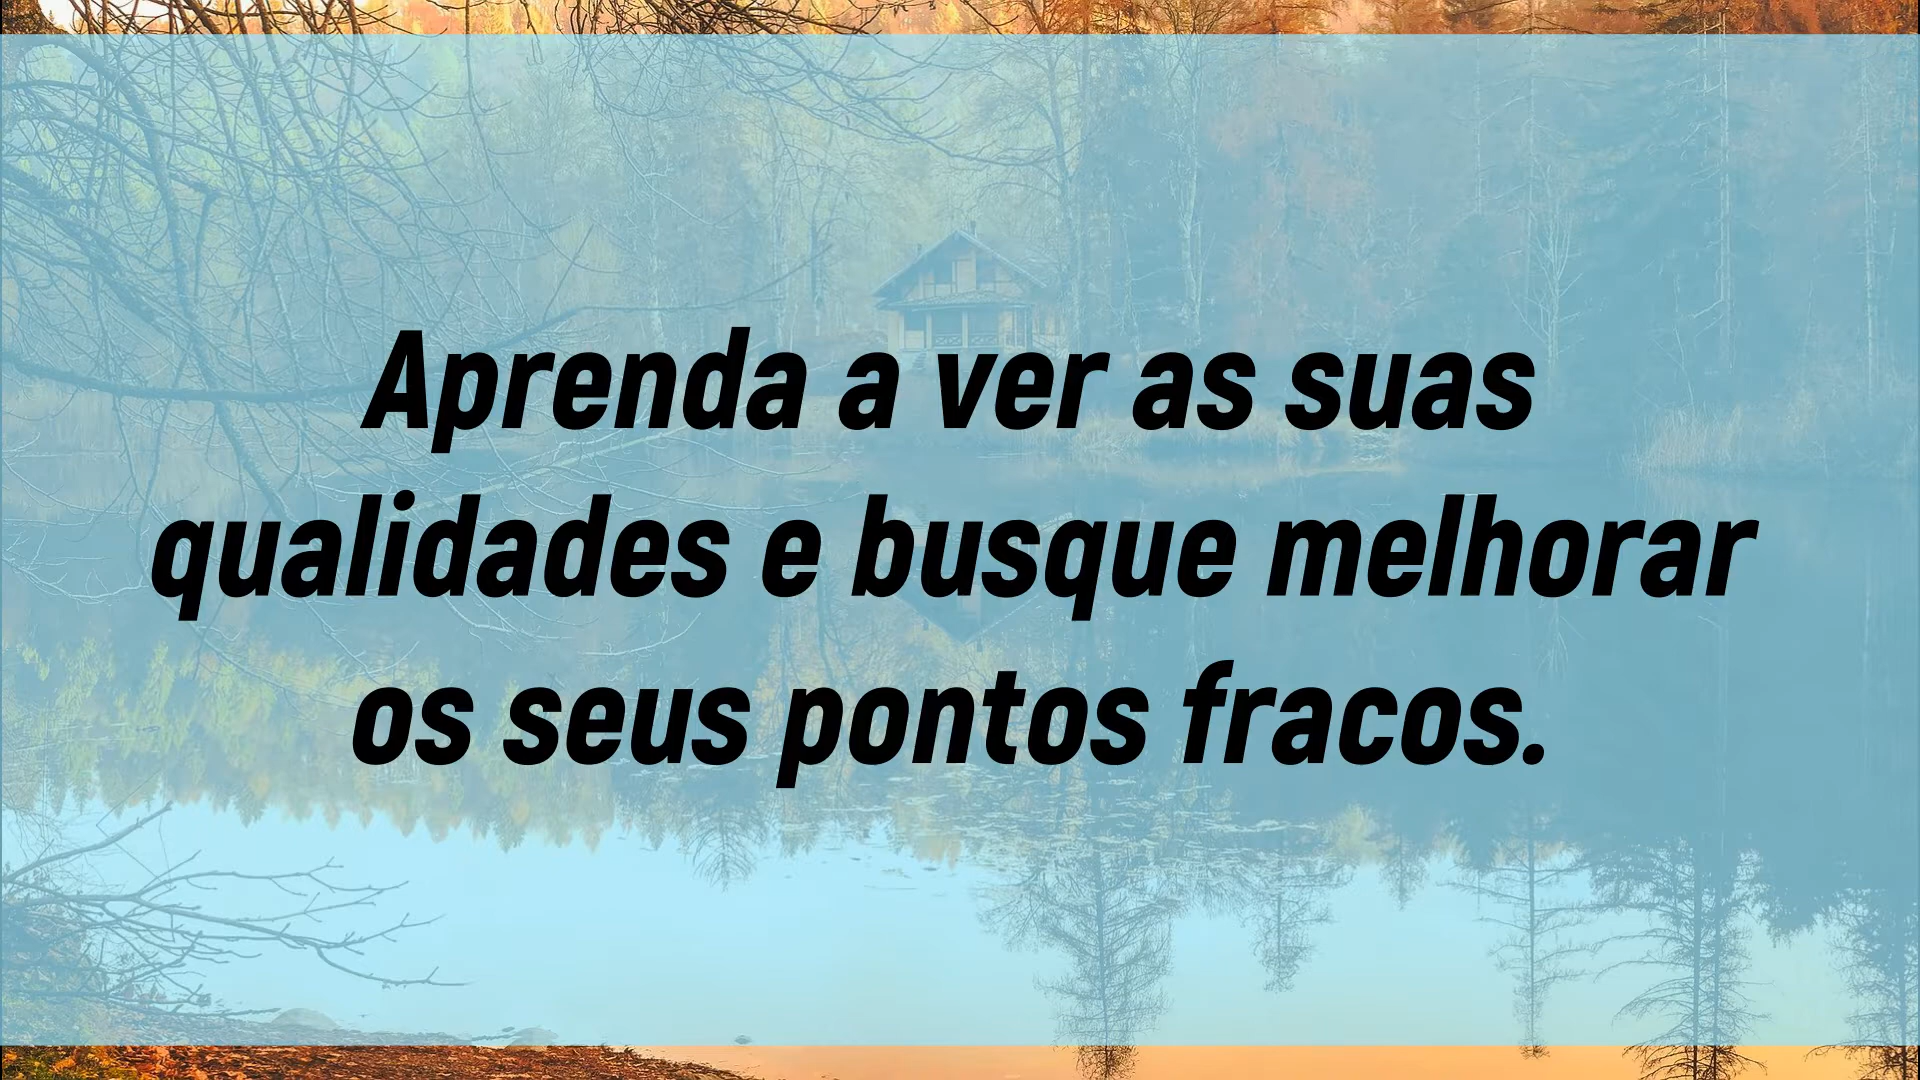 Aprenda a ver as suas
qualidades e busque melhorar
os seus pontos fracos.